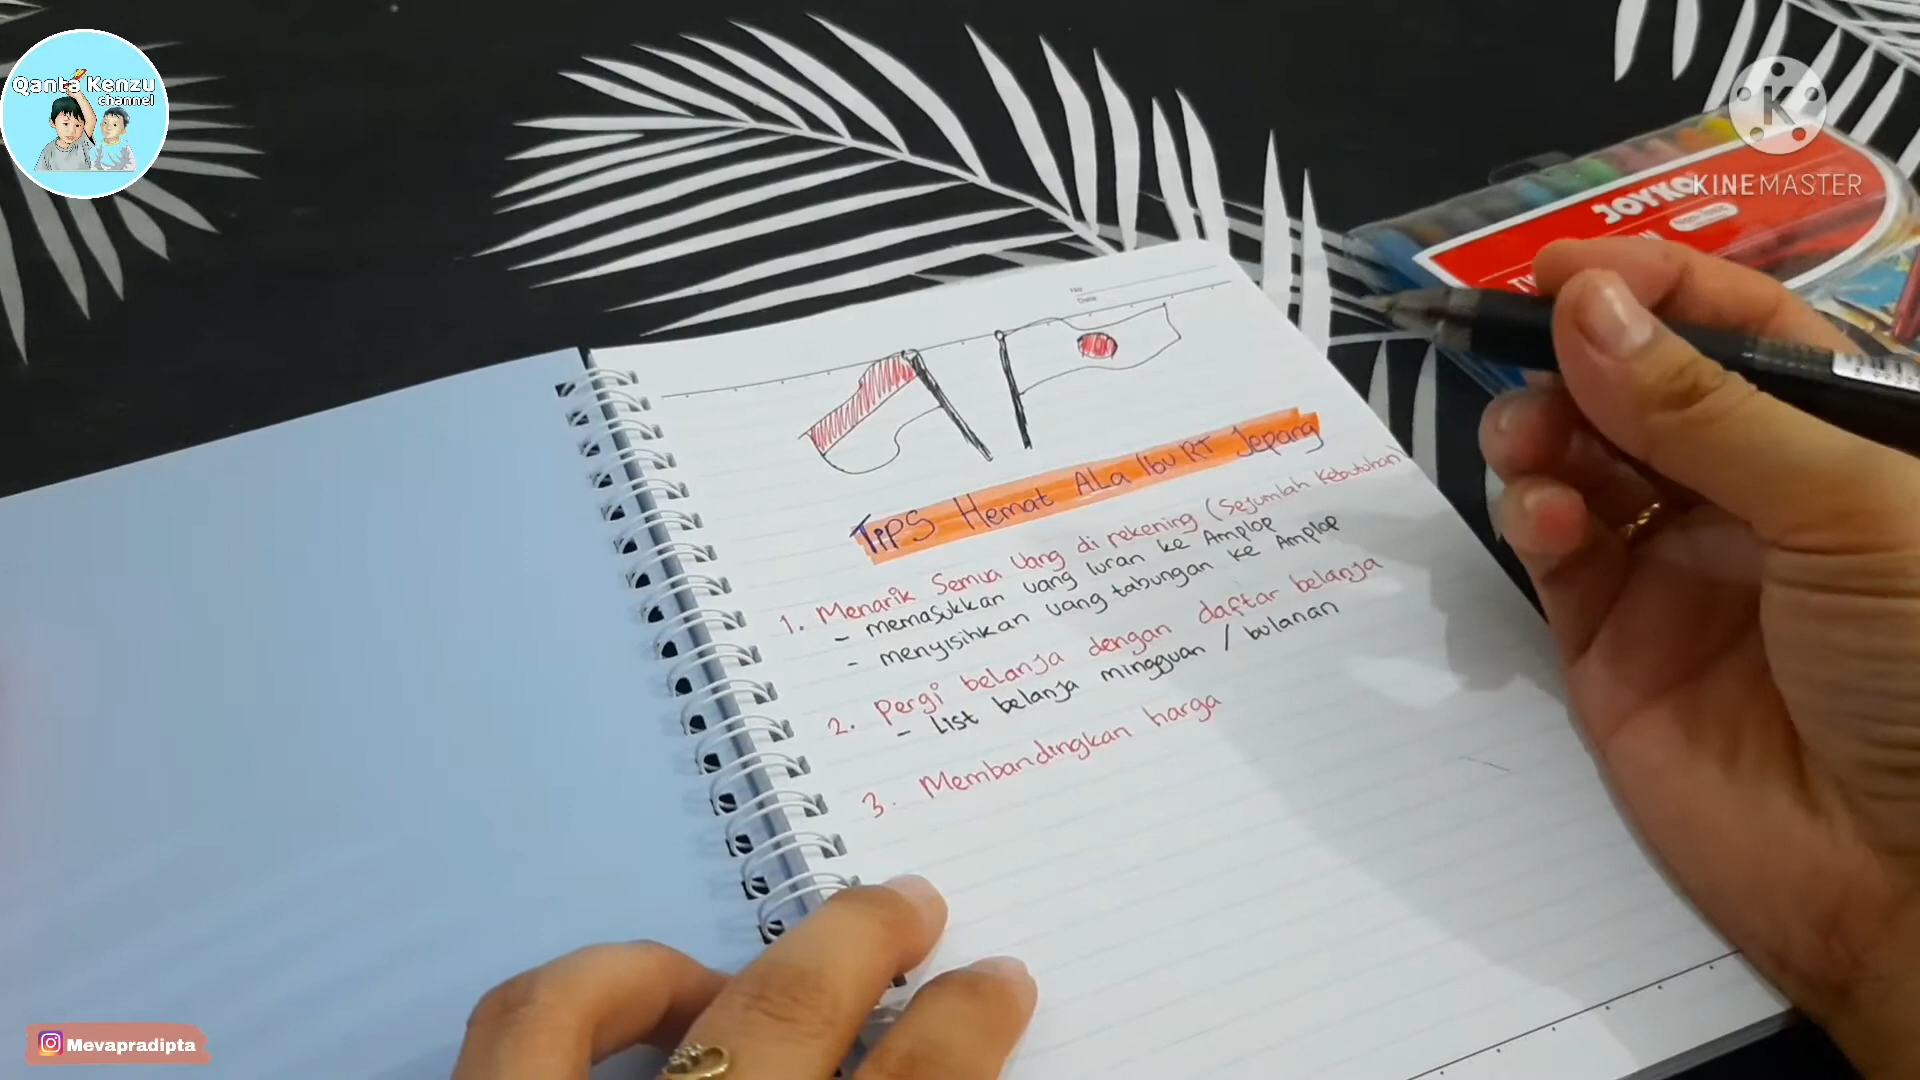 Qanta Kenzu
channel
KINEMASTER
JOYKO
No
Date
Tips Hemat ALa Ibu RT Jepang
1. Menarik Semua Uang di rekening (Sejumlah Kebutuhan)
- memasukkan uang Iuran ke Amplop
- menyisihkan uang tabungan ke Amplop
2. Pergi belanja dengan daftar belanja
- List belanja mingguan / bulanan
3. Membandingkan harga
Mevapradipta